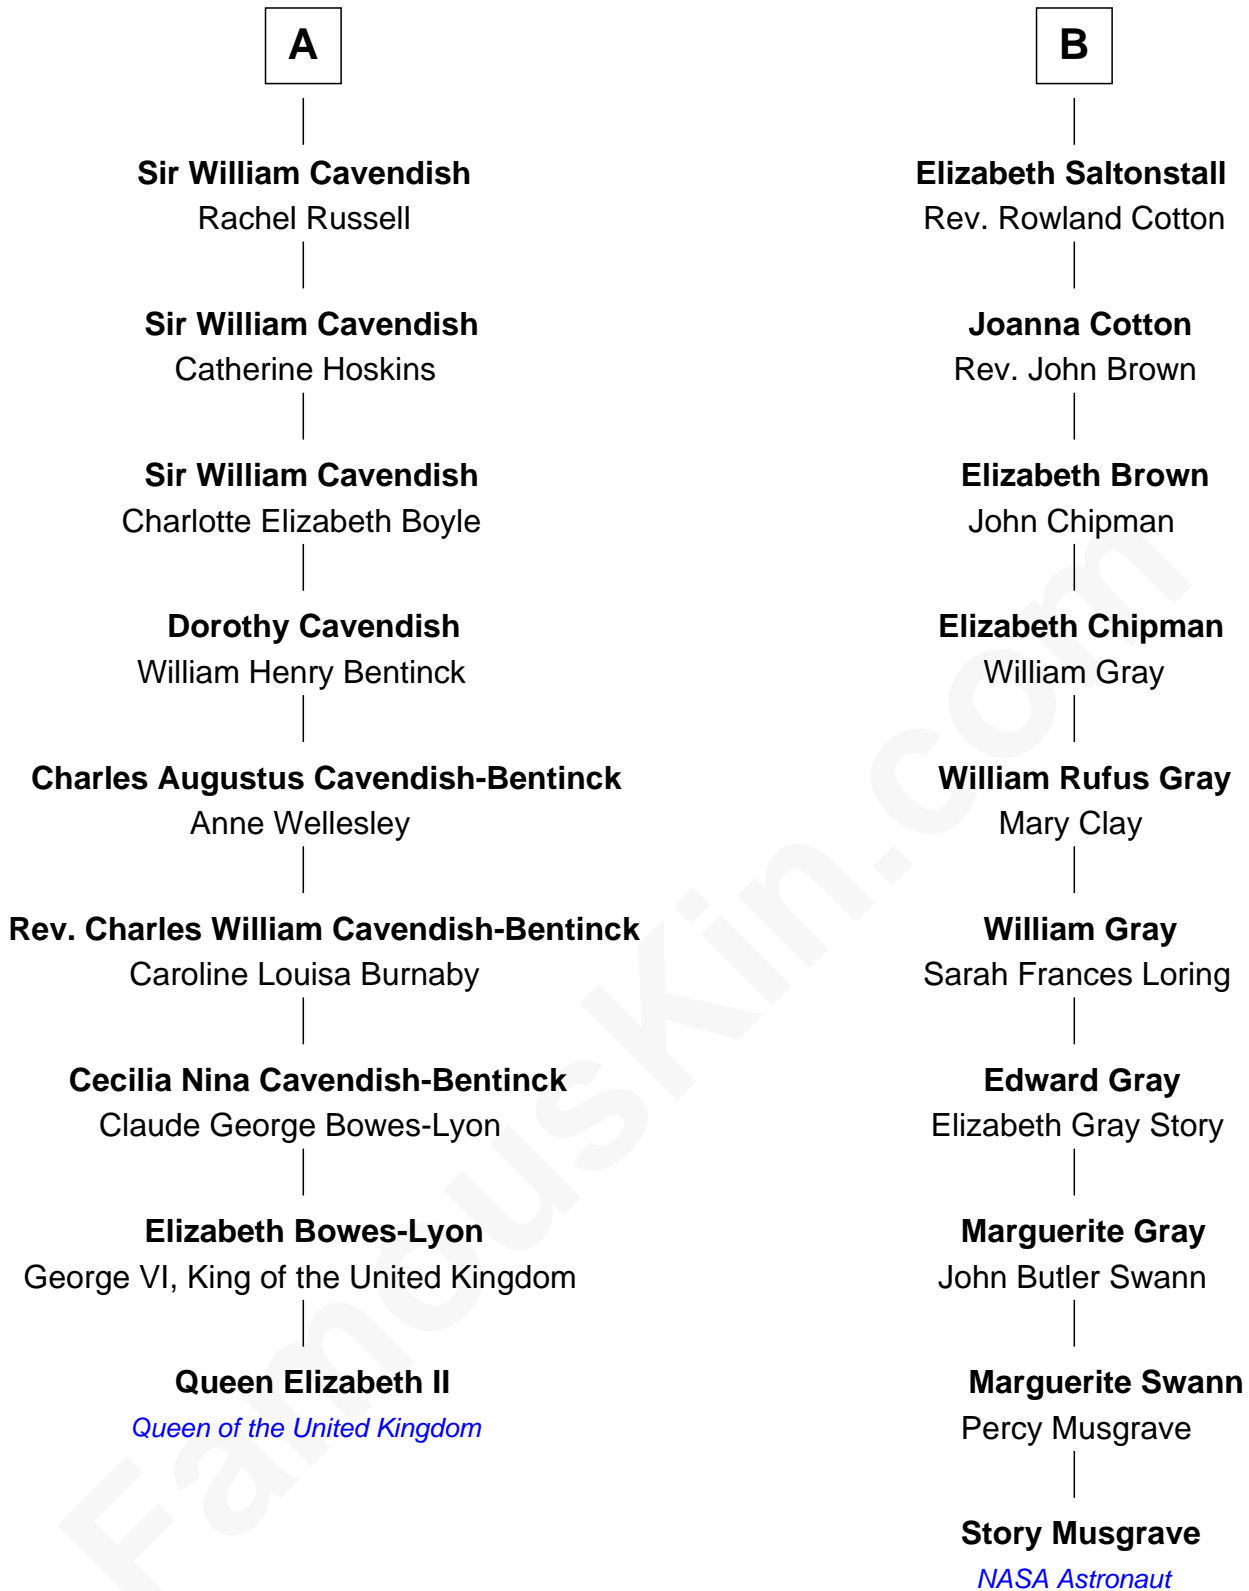 A
Sir William Cavendish
Rachel Russell
Sir William Cavendish
Catherine Hoskins
Sir William Cavendish
Charlotte Elizabeth Boyle
Dorothy Cavendish
William Henry Bentinck
Charles Augustus Cavendish-Bentinck
Anne Wellesley
Rev. Charles William Cavendish-Bentinck
Caroline Louisa Burnaby
Cecilia Nina Cavendish-Bentinck
Claude George Bowes-Lyon
Elizabeth Bowes-Lyon
George VI, King of the United Kingdom
Queen Elizabeth II
Queen of the United Kingdom
B
Elizabeth Saltonstall
Rev. Rowland Cotton
Joanna Cotton
Rev. John Brown
Elizabeth Brown
John Chipman
Elizabeth Chipman
William Gray
William Rufus Gray
Mary Clay
William Gray
Sarah Frances Loring
Edward Gray
Elizabeth Gray Story
Marguerite Gray
John Butler Swann
Marguerite Swann
Percy Musgrave
Story Musgrave
NASA Astronaut
FamousKin.com